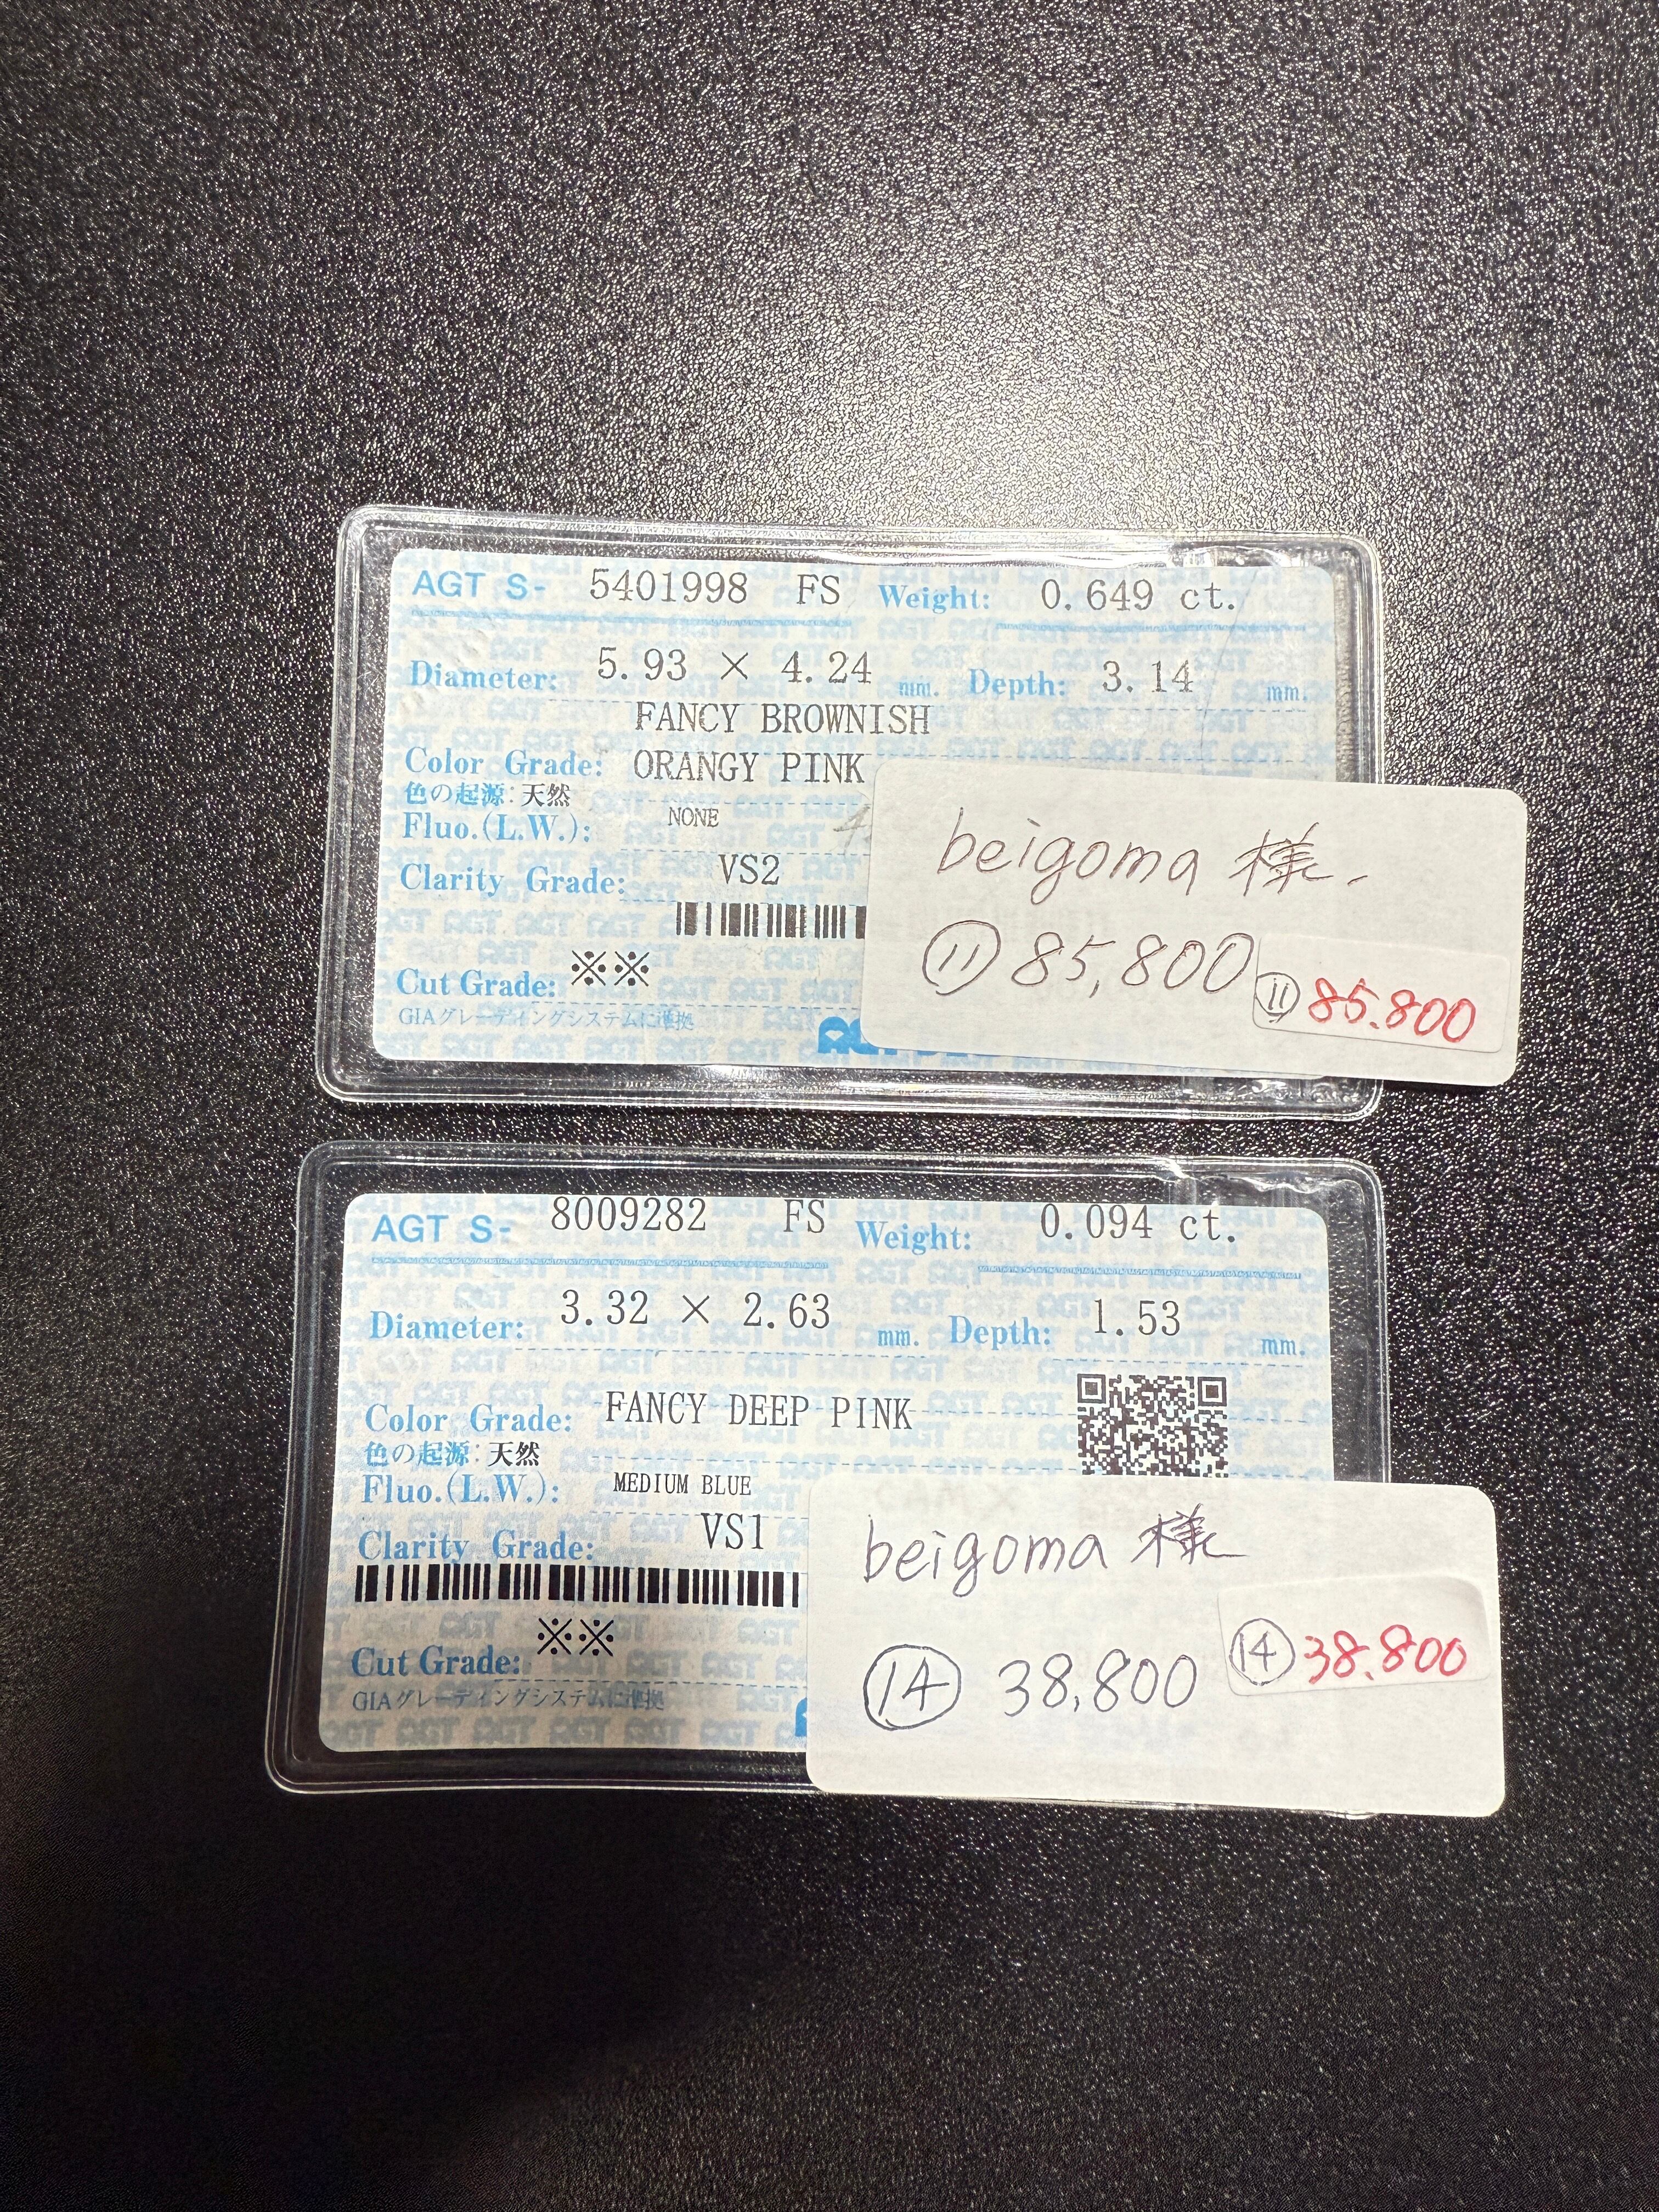 AGT S- 5401998 FS Weight: 0.649 ct.
Diameter: 5.93 × 4.24 mm. Depth: 3.14 mm.
FANCY BROWNISH
Color Grade: ORANGY PINK
色の起源: 天然
Fluo.(L.W.): NONE
Clarity Grade: VS2
Cut Grade: ※※
GIAグレーディングシステムに準拠
AGT
beigoma 様.
⑪ 85,800
⑪ 85.800
AGT S- 8009282 FS Weight: 0.094 ct.
Diameter: 3.32 × 2.63 mm. Depth: 1.53 mm.
Color Grade: FANCY DEEP PINK
色の起源: 天然
Fluo.(L.W.): MEDIUM BLUE
Clarity Grade: VS1
Cut Grade: ※※
GIAグレーディングシステムに準拠
beigoma 様
⑭ 38,800
⑭ 38.800